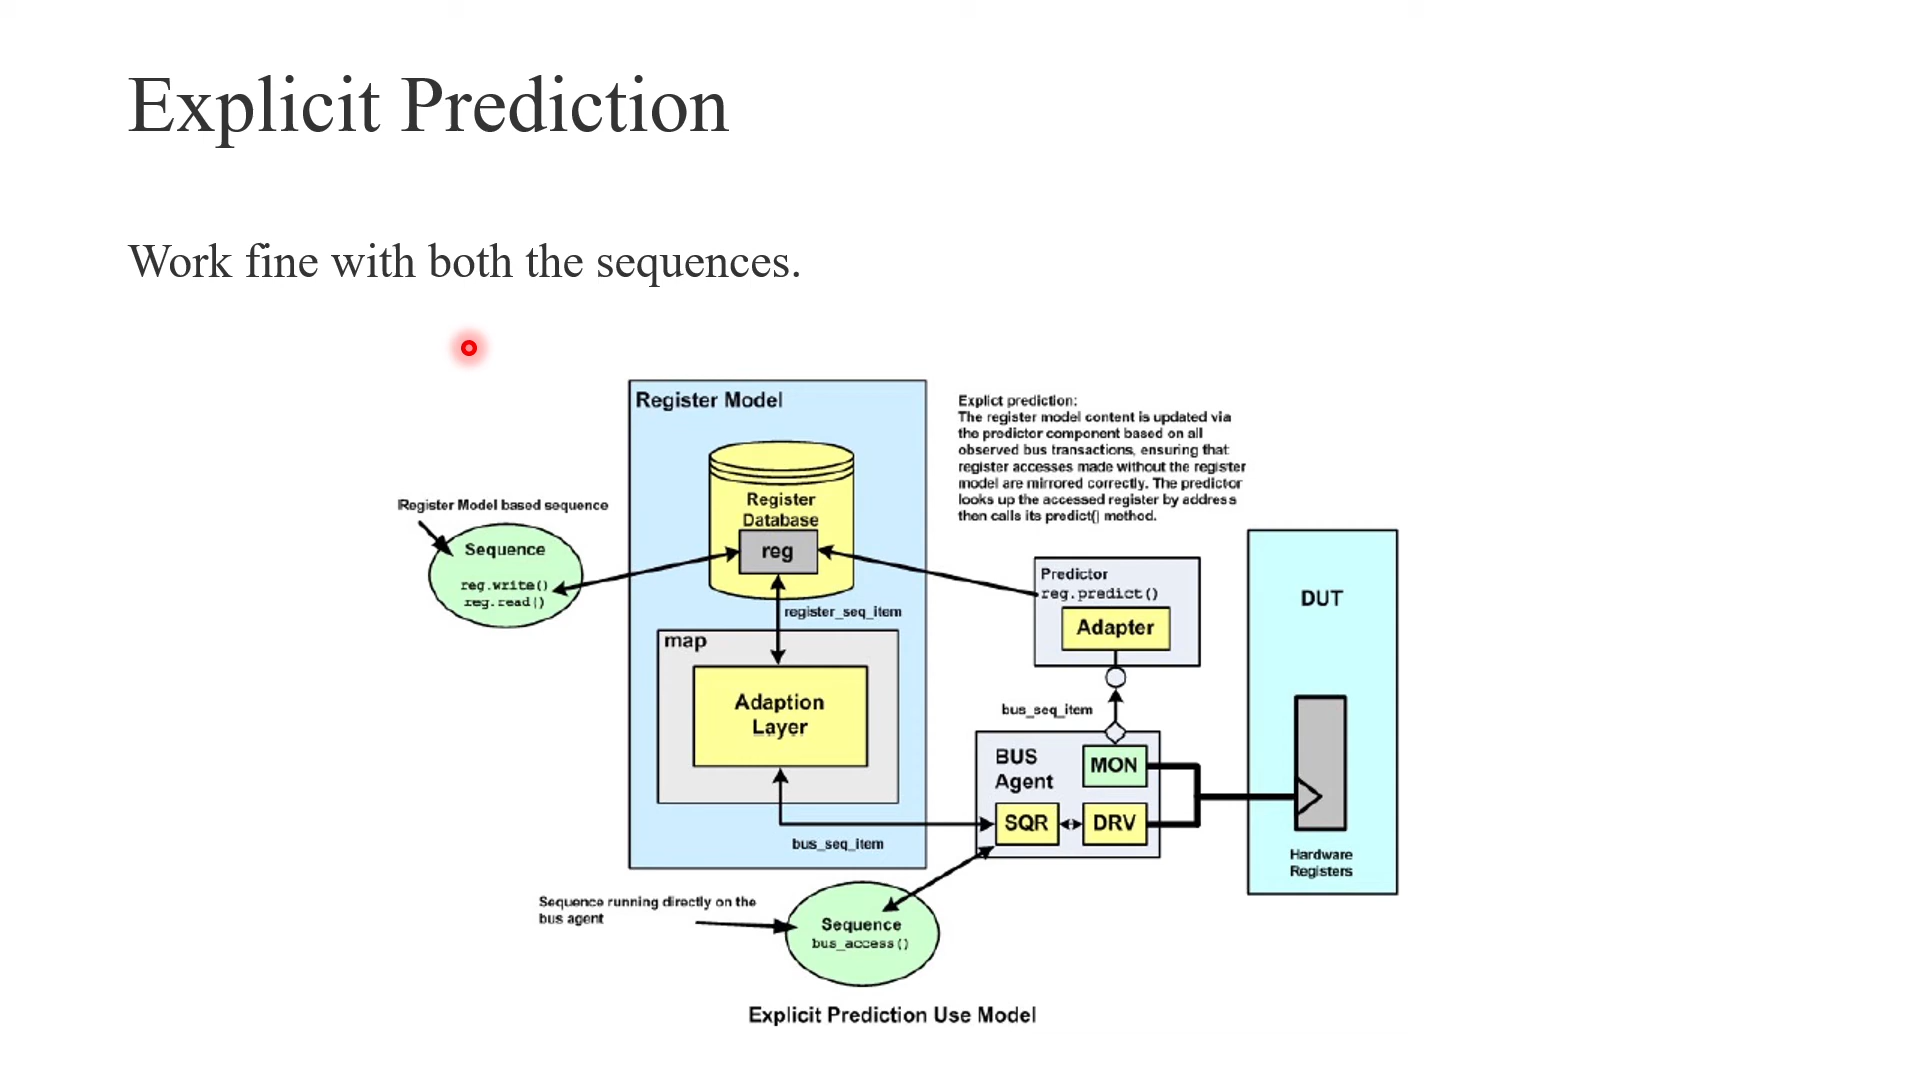 Explicit Prediction
Work fine with both the sequences.
Register Model
Explict prediction:
The register model content is updated via
the predictor component based on all
observed bus transactions, ensuring that
register accesses made without the register
model are mirrored correctly. The predictor
looks up the accessed register by address
then calls its predict() method.
Register Model based sequence
Sequence
reg.write()
reg.read()
Register
Database
reg
register_seq_item
map
Adaption
Layer
bus_seq_item
Predictor
reg.predict()
Adapter
bus_seq_item
BUS
Agent
MON
SQR
DRV
DUT
Hardware
Registers
Sequence running directly on the
bus agent
Sequence
bus_access()
Explicit Prediction Use Model